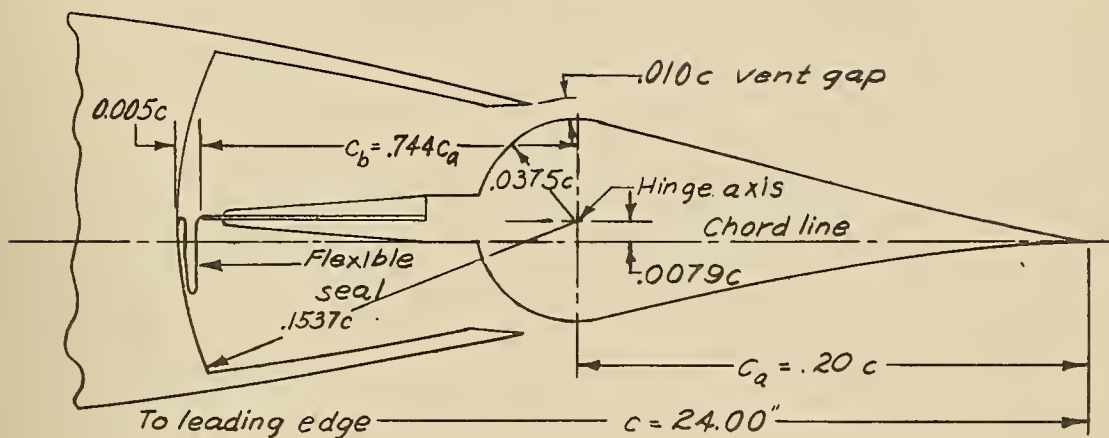 .010c vent gap
0.005c
C_b = .744C_a
.0375c
Hinge axis
Chord line
Flexible
seal
.0079c
.1537c
C_a = .20 c
To leading edge
c = 24.00"